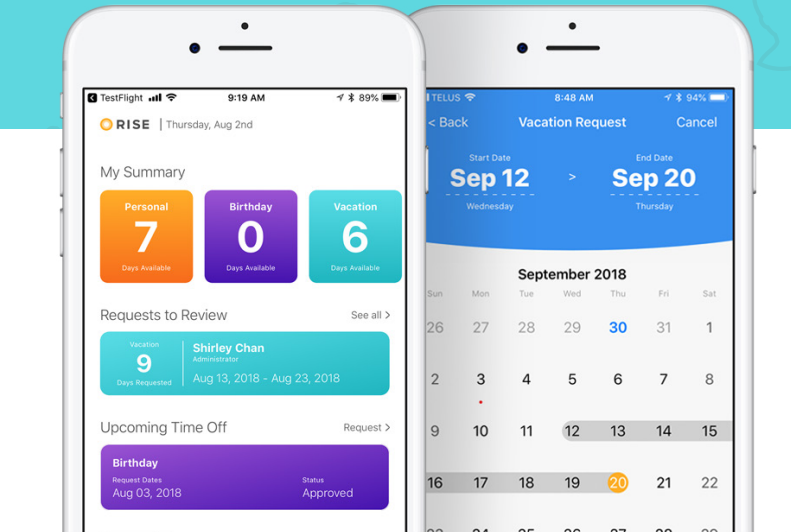 TestFlight
9:19 AM
89%
RISE | Thursday, Aug 2nd
My Summary
Personal
7
Days Available
Birthday
0
Days Available
Vacation
6
Days Available
Requests to Review
See all >
Vacation
9
Days Requested
Shirley Chan
Administrator
Aug 13, 2018 - Aug 23, 2018
Upcoming Time Off
Request >
Birthday
Request Dates
Aug 03, 2018
Status
Approved
TELUS
8:48 AM
94%
< Back
Vacation Request
Cancel
Start Date
Sep 12
Wednesday
>
End Date
Sep 20
Thursday
September 2018
Sun Mon Tue Wed Thu Fri Sat
26 27 28 29 30 31 1
2 3 4 5 6 7 8
9 10 11 12 13 14 15
16 17 18 19 20 21 22